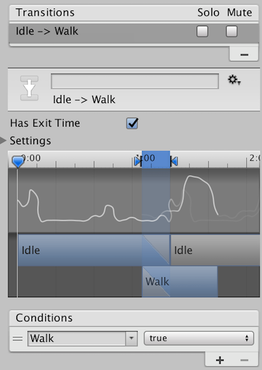 Transitions Solo Mute
Idle -> Walk
Idle -> Walk
Has Exit Time
Settings
0:00 1:00 2:0
Idle Idle
Walk
Conditions
Walk true